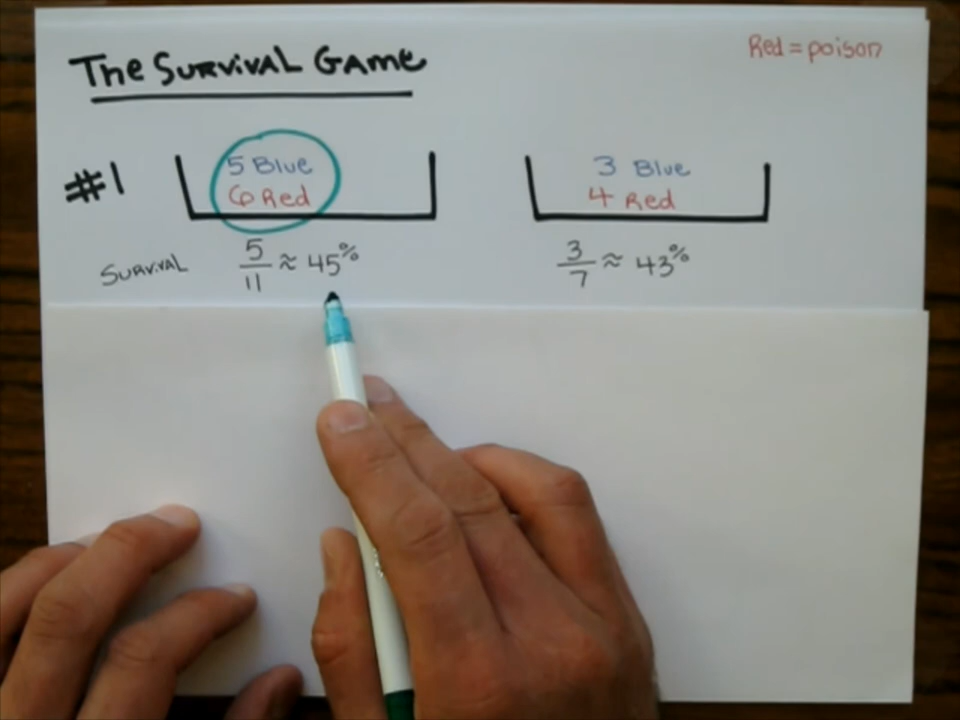 The Survival Game
Red = poison
#1
5 Blue
6 Red
3 Blue
4 Red
Survival
5/11 ≈ 45%
3/7 ≈ 43%